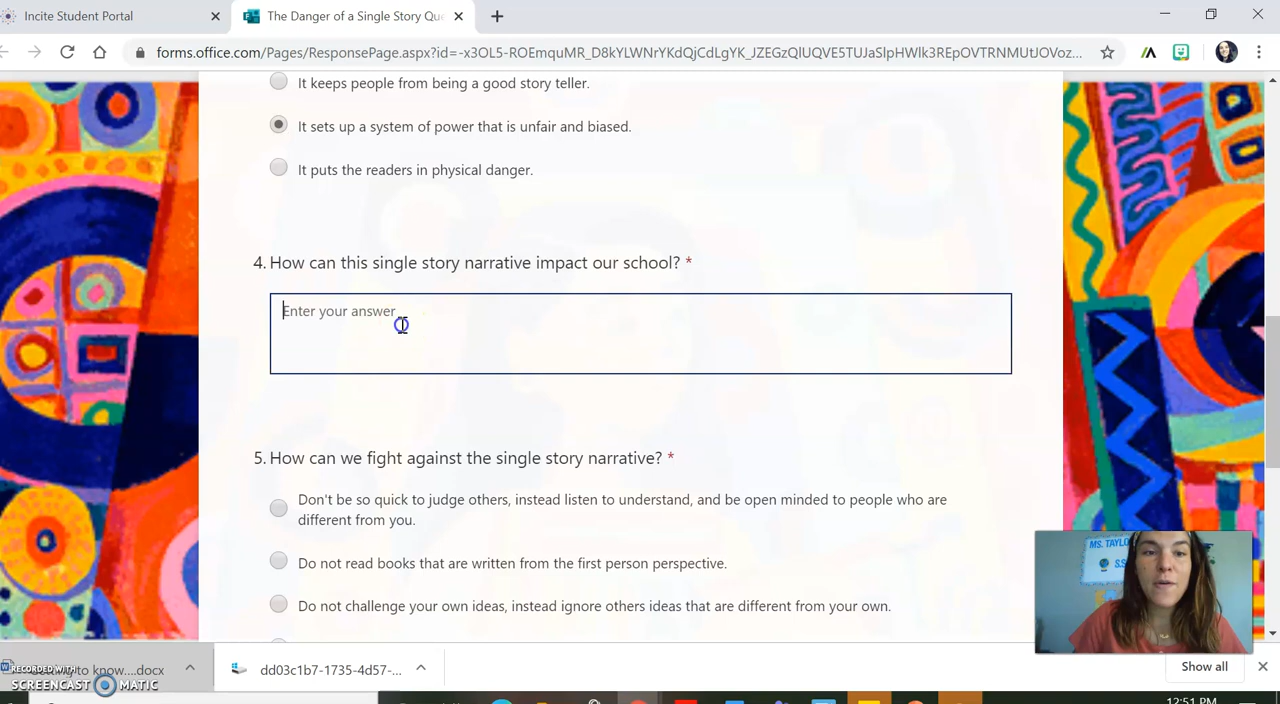 Incite Student Portal
The Danger of a Single Story Que
forms.office.com/Pages/ResponsePage.aspx?id=-x3OL5-ROEmquMR_D8kYLWNrYKdQjCdLgYK_JZEGzQlUQVE5TUJaSlpHWlk3REpOVTRNMUtJOVoz...
It keeps people from being a good story teller.
It sets up a system of power that is unfair and biased.
It puts the readers in physical danger.
4. How can this single story narrative impact our school? *
Enter your answer
5. How can we fight against the single story narrative? *
Don't be so quick to judge others, instead listen to understand, and be open minded to people who are
different from you.
Do not read books that are written from the first person perspective.
Do not challenge your own ideas, instead ignore others ideas that are different from your own.
MS. TAYLO
S.S
to know....docx
dd03c1b7-1735-4d57-...
Show all
RECORDED WITH
SCREENCAST MATIC
12:51 PM